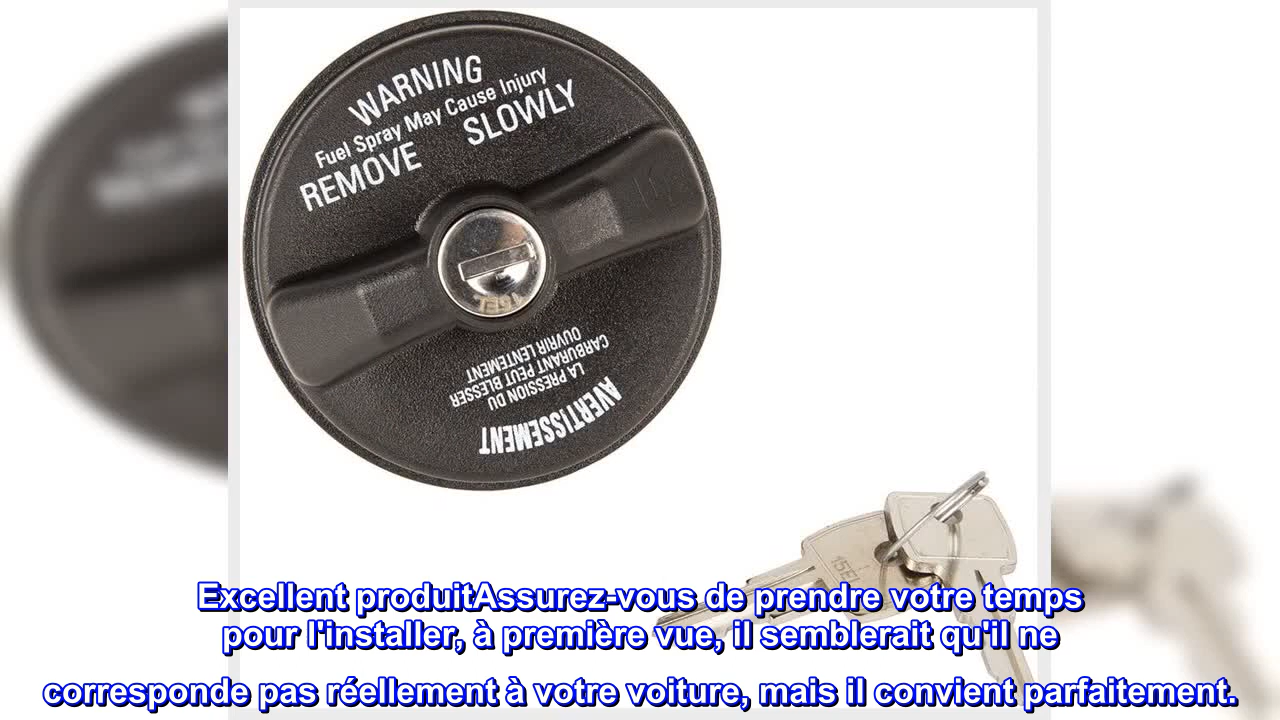 WARNING
Fuel Spray May Cause Injury
REMOVE SLOWLY
15EL
AVERTISSEMENT
LA PRESSION DU
CARBURANT PEUT BLESSER
OUVRIR LENTEMENT
15EL
Excellent produitAssurez-vous de prendre votre temps
pour l'installer, à première vue, il semblerait qu'il ne
corresponde pas réellement à votre voiture, mais il convient parfaitement.